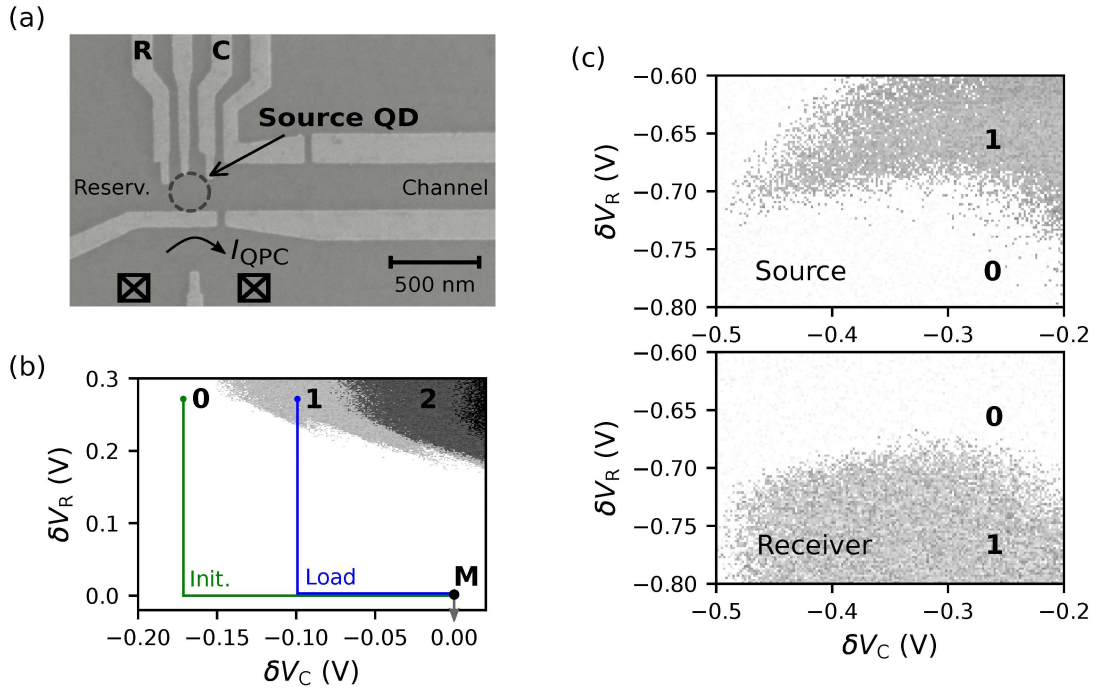 (a)
R C
Source QD
Reserv. Channel
I_QPC
500 nm
(b)
0.3
0.2
0.1
0.0
δV_R (V)
0 1 2
Init. Load M
−0.20 −0.15 −0.10 −0.05 0.00
δV_C (V)
(c)
−0.60
−0.65
−0.70
−0.75
−0.80
δV_R (V)
1
Source 0
−0.5 −0.4 −0.3 −0.2
−0.60
−0.65
−0.70
−0.75
−0.80
δV_R (V)
0
Receiver 1
−0.5 −0.4 −0.3 −0.2
δV_C (V)